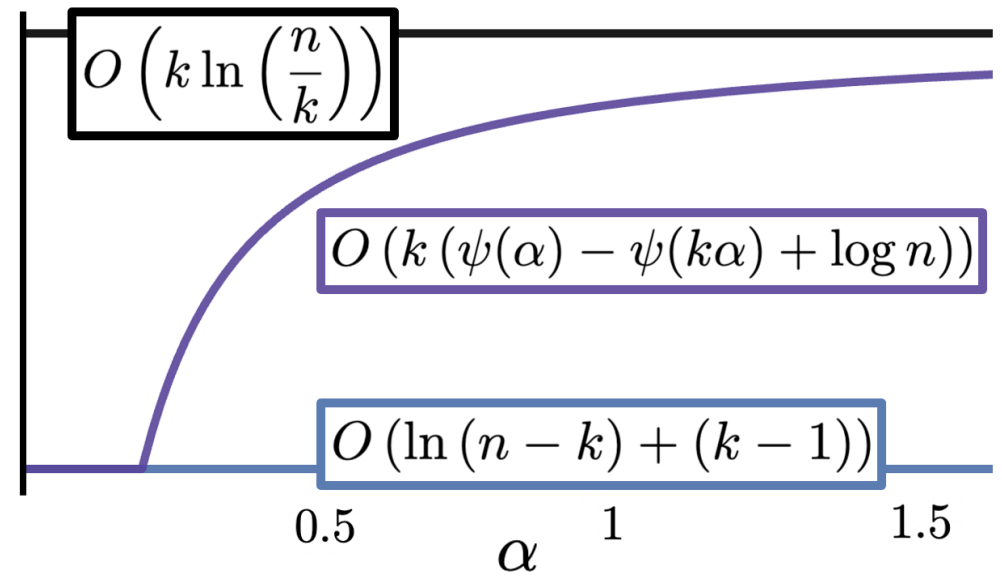 O (k ln (n/k))
O (k (ψ(α) − ψ(kα) + log n))
O (ln (n − k) + (k − 1))
0.5 1 1.5
α